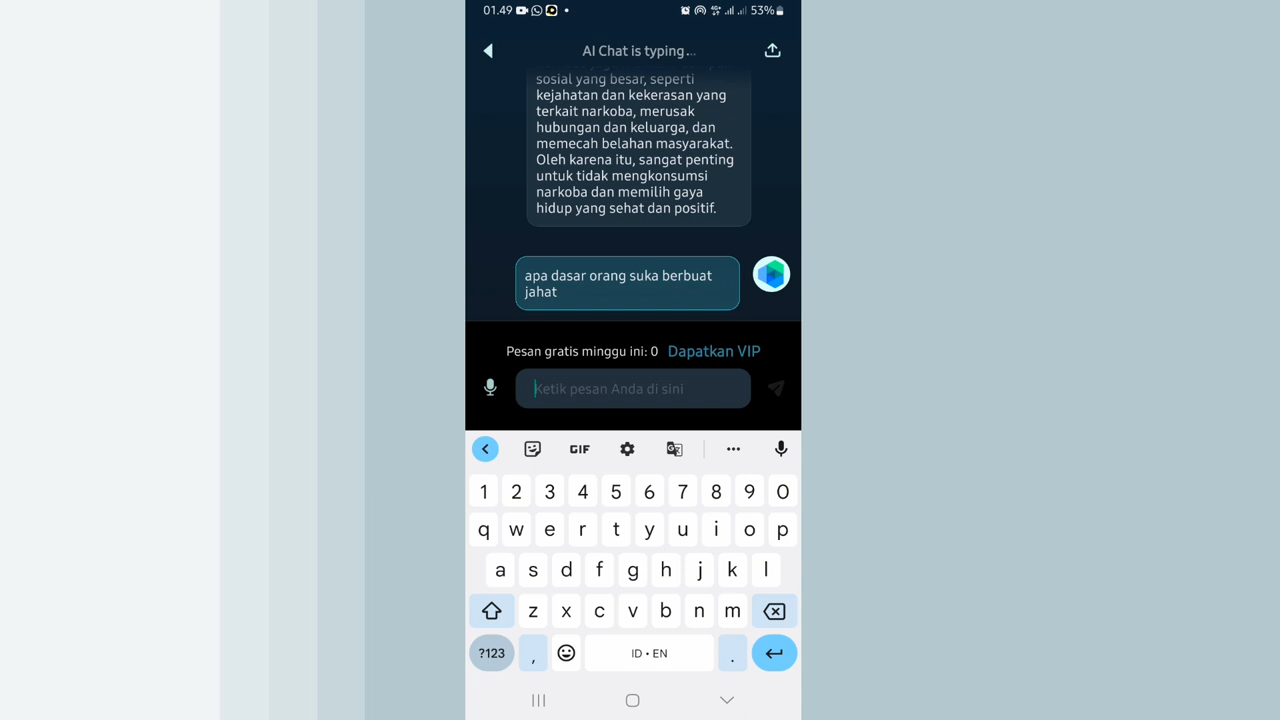 01.49
53%
AI Chat is typing...
sosial yang besar, seperti
kejahatan dan kekerasan yang
terkait narkoba, merusak
hubungan dan keluarga, dan
memecah belahan masyarakat.
Oleh karena itu, sangat penting
untuk tidak mengkonsumsi
narkoba dan memilih gaya
hidup yang sehat dan positif.
apa dasar orang suka berbuat
jahat
Pesan gratis minggu ini: 0 Dapatkan VIP
Ketik pesan Anda di sini
GIF
1 2 3 4 5 6 7 8 9 0
q w e r t y u i o p
a s d f g h j k l
z x c v b n m
?123 , ID • EN .